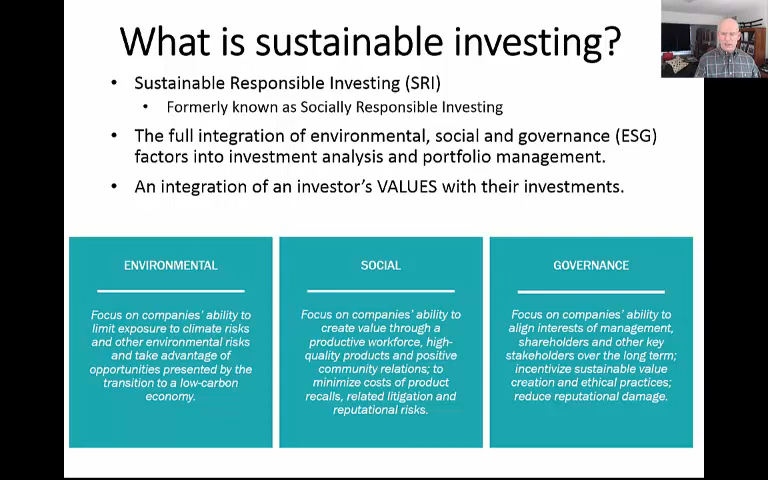 What is sustainable investing?
• Sustainable Responsible Investing (SRI)
• Formerly known as Socially Responsible Investing
• The full integration of environmental, social and governance (ESG)
factors into investment analysis and portfolio management.
• An integration of an investor's VALUES with their investments.
ENVIRONMENTAL
Focus on companies' ability to
limit exposure to climate risks
and other environmental risks
and take advantage of
opportunities presented by the
transition to a low-carbon
economy.
SOCIAL
Focus on companies' ability to
create value through a
productive workforce, high-
quality products and positive
community relations; to
minimize costs of product
recalls, related litigation and
reputational risks.
GOVERNANCE
Focus on companies' ability to
align interests of management,
shareholders and other key
stakeholders over the long term;
incentivize sustainable value
creation and ethical practices;
reduce reputational damage.